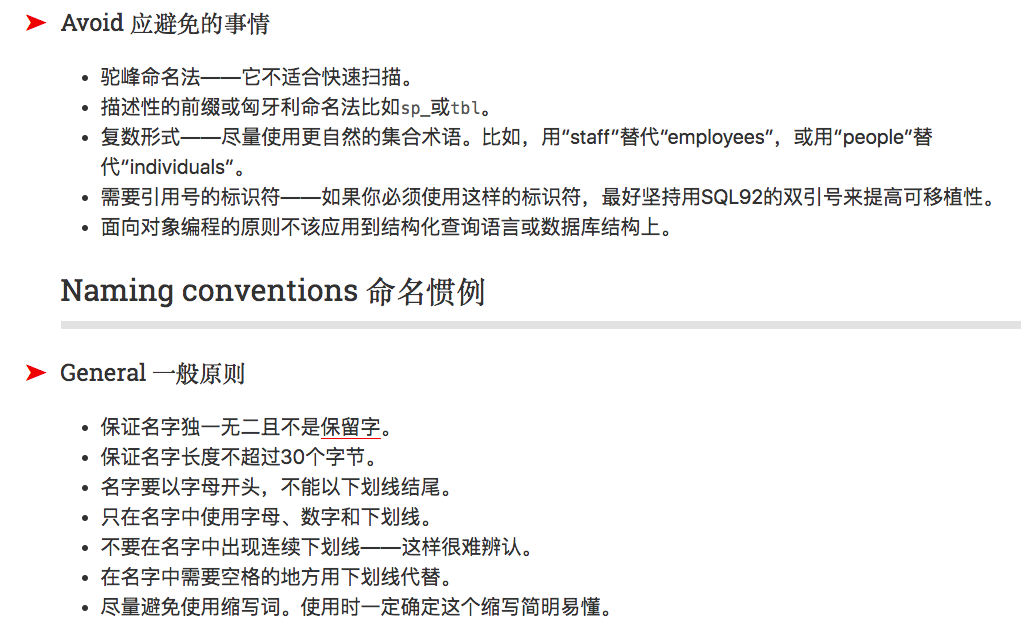 Avoid 应避免的事情
驼峰命名法——它不适合快速扫描。
描述性的前缀或匈牙利命名法比如sp_或tbl。
复数形式——尽量使用更自然的集合术语。比如，用“staff”替代“employees”，或用“people”替
代“individuals”。
需要引用号的标识符——如果你必须使用这样的标识符，最好坚持用SQL92的双引号来提高可移植性。
面向对象编程的原则不该应用到结构化查询语言或数据库结构上。
Naming conventions 命名惯例
General 一般原则
保证名字独一无二且不是保留字。
保证名字长度不超过30个字节。
名字要以字母开头，不能以下划线结尾。
只在名字中使用字母、数字和下划线。
不要在名字中出现连续下划线——这样很难辨认。
在名字中需要空格的地方用下划线代替。
尽量避免使用缩写词。使用时一定确定这个缩写简明易懂。